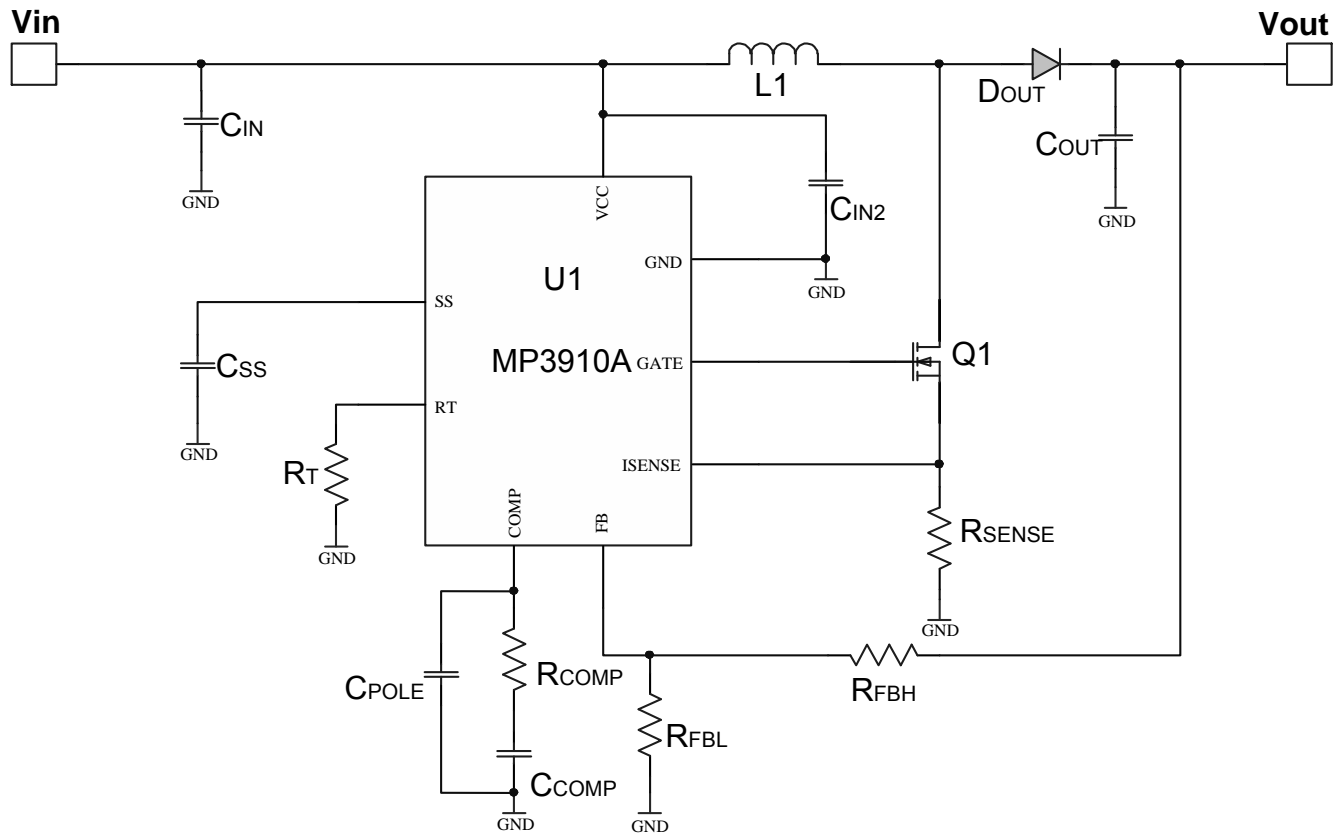 Vin
Vout
L1
DOUT
CIN
COUT
GND
GND
VCC
CIN2
GND
U1
GND
SS
MP3910A
GATE
Q1
CSS
RT
GND
ISENSE
RT
COMP
FB
RSENSE
GND
GND
RCOMP
CPOLE
RFBH
RFBL
CCOMP
GND
GND